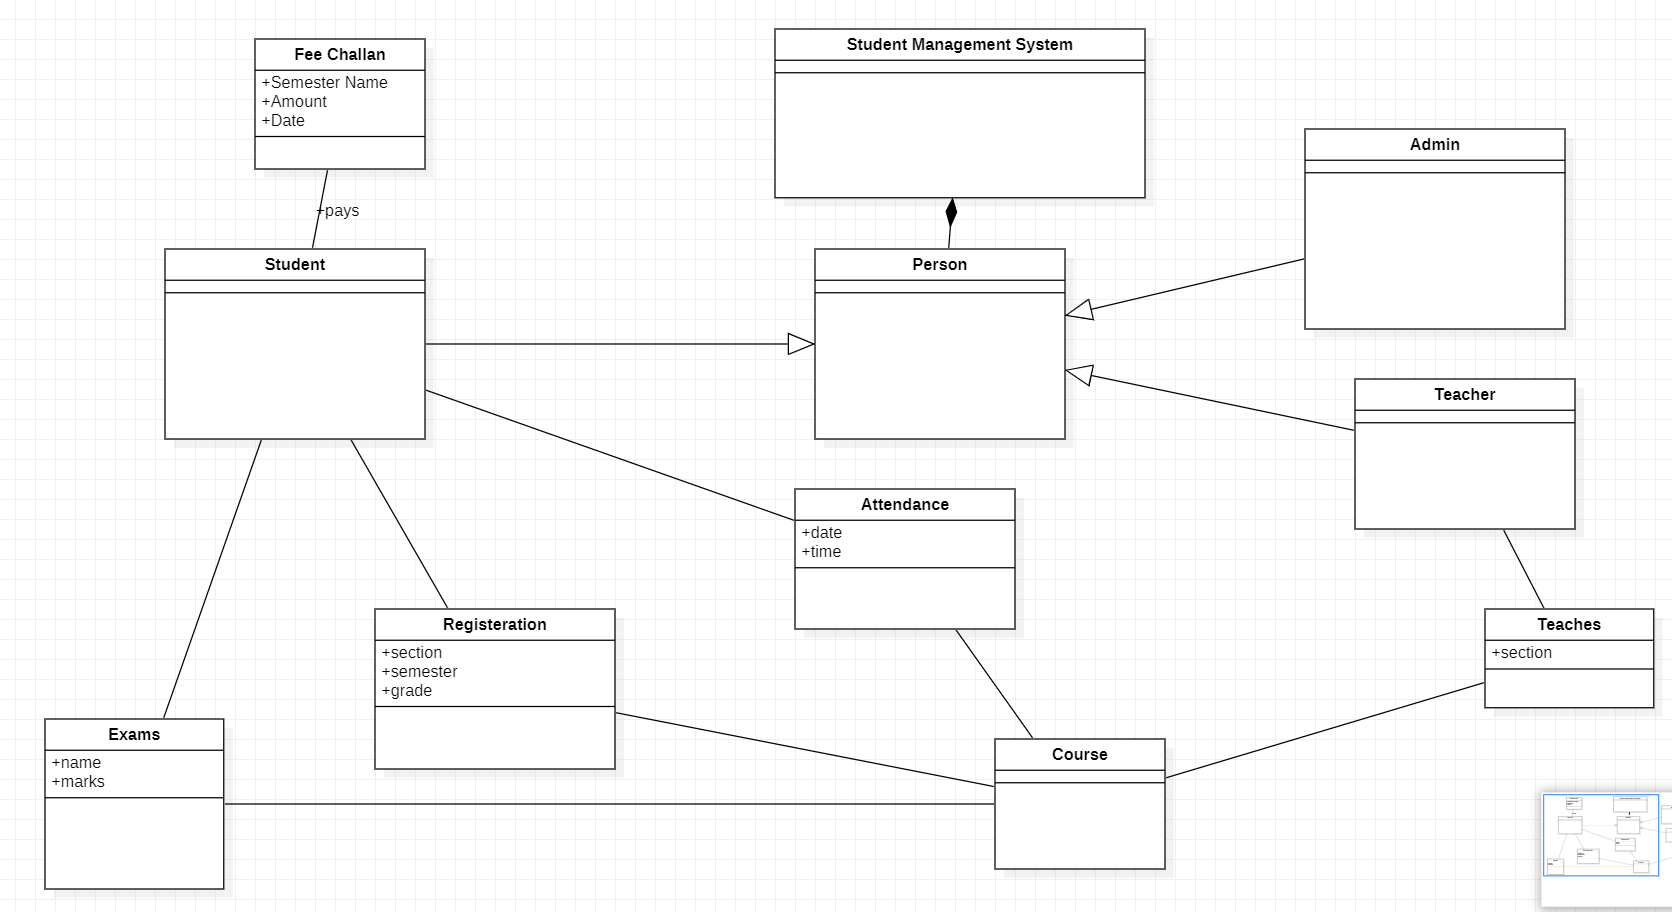 Fee Challan
+Semester Name
+Amount
+Date
+pays
Student Management System
Admin
Student
Person
Teacher
Attendance
+date
+time
Registeration
+section
+semester
+grade
Teaches
+section
Exams
+name
+marks
Course